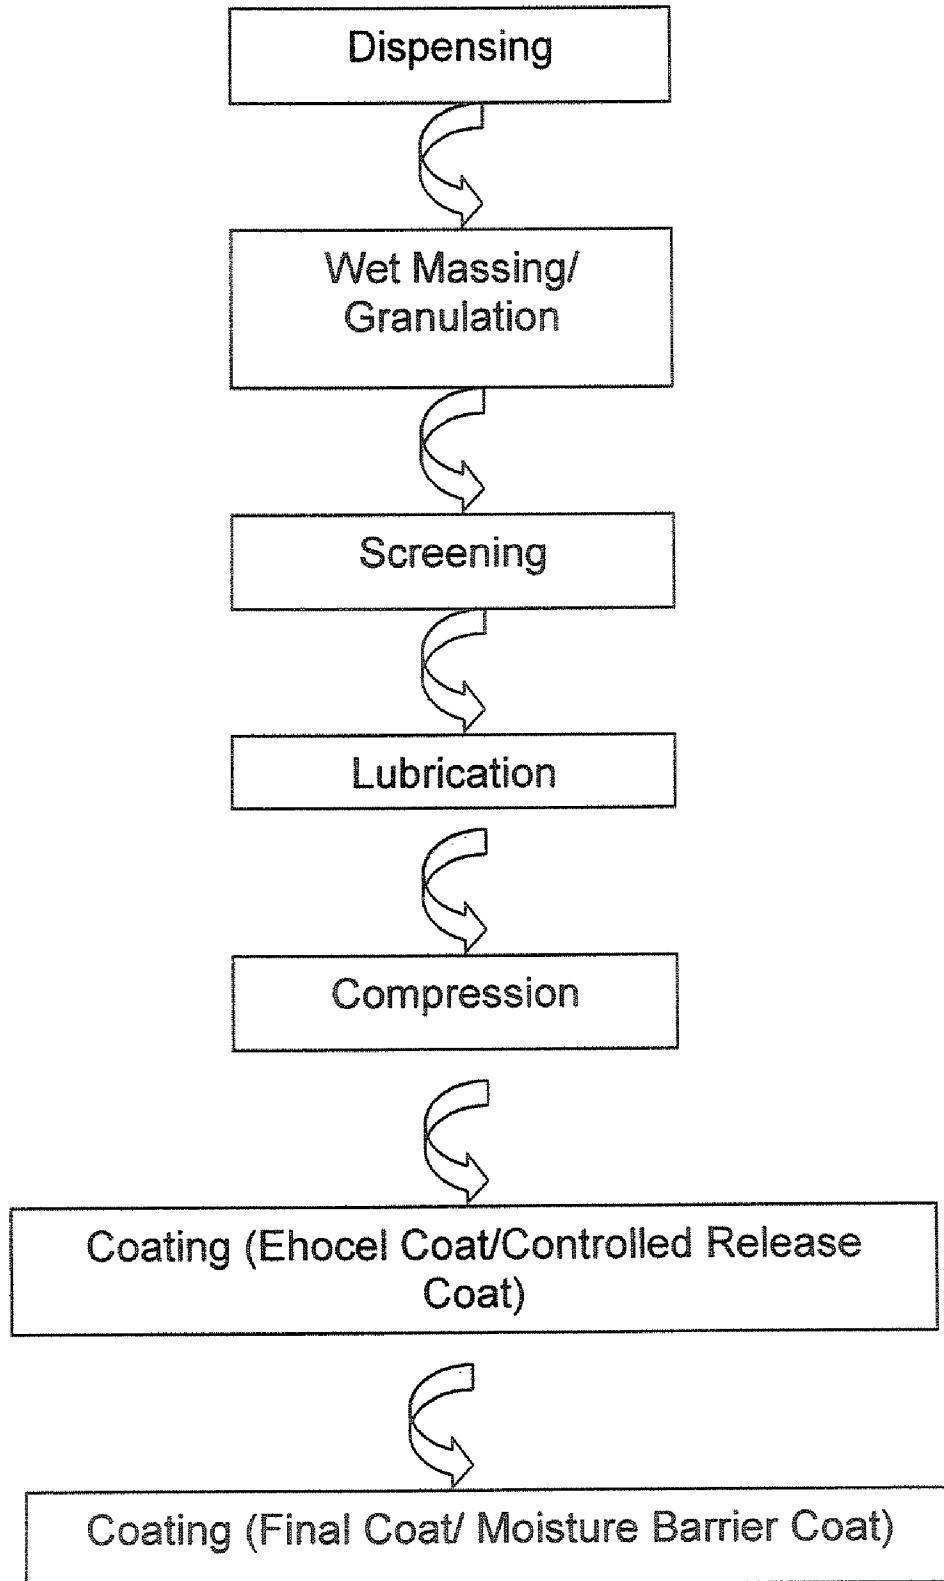 Dispensing
Wet Massing/
Granulation
Screening
Lubrication
Compression
Coating (Ehocel Coat/Controlled Release
Coat)
Coating (Final Coat/ Moisture Barrier Coat)